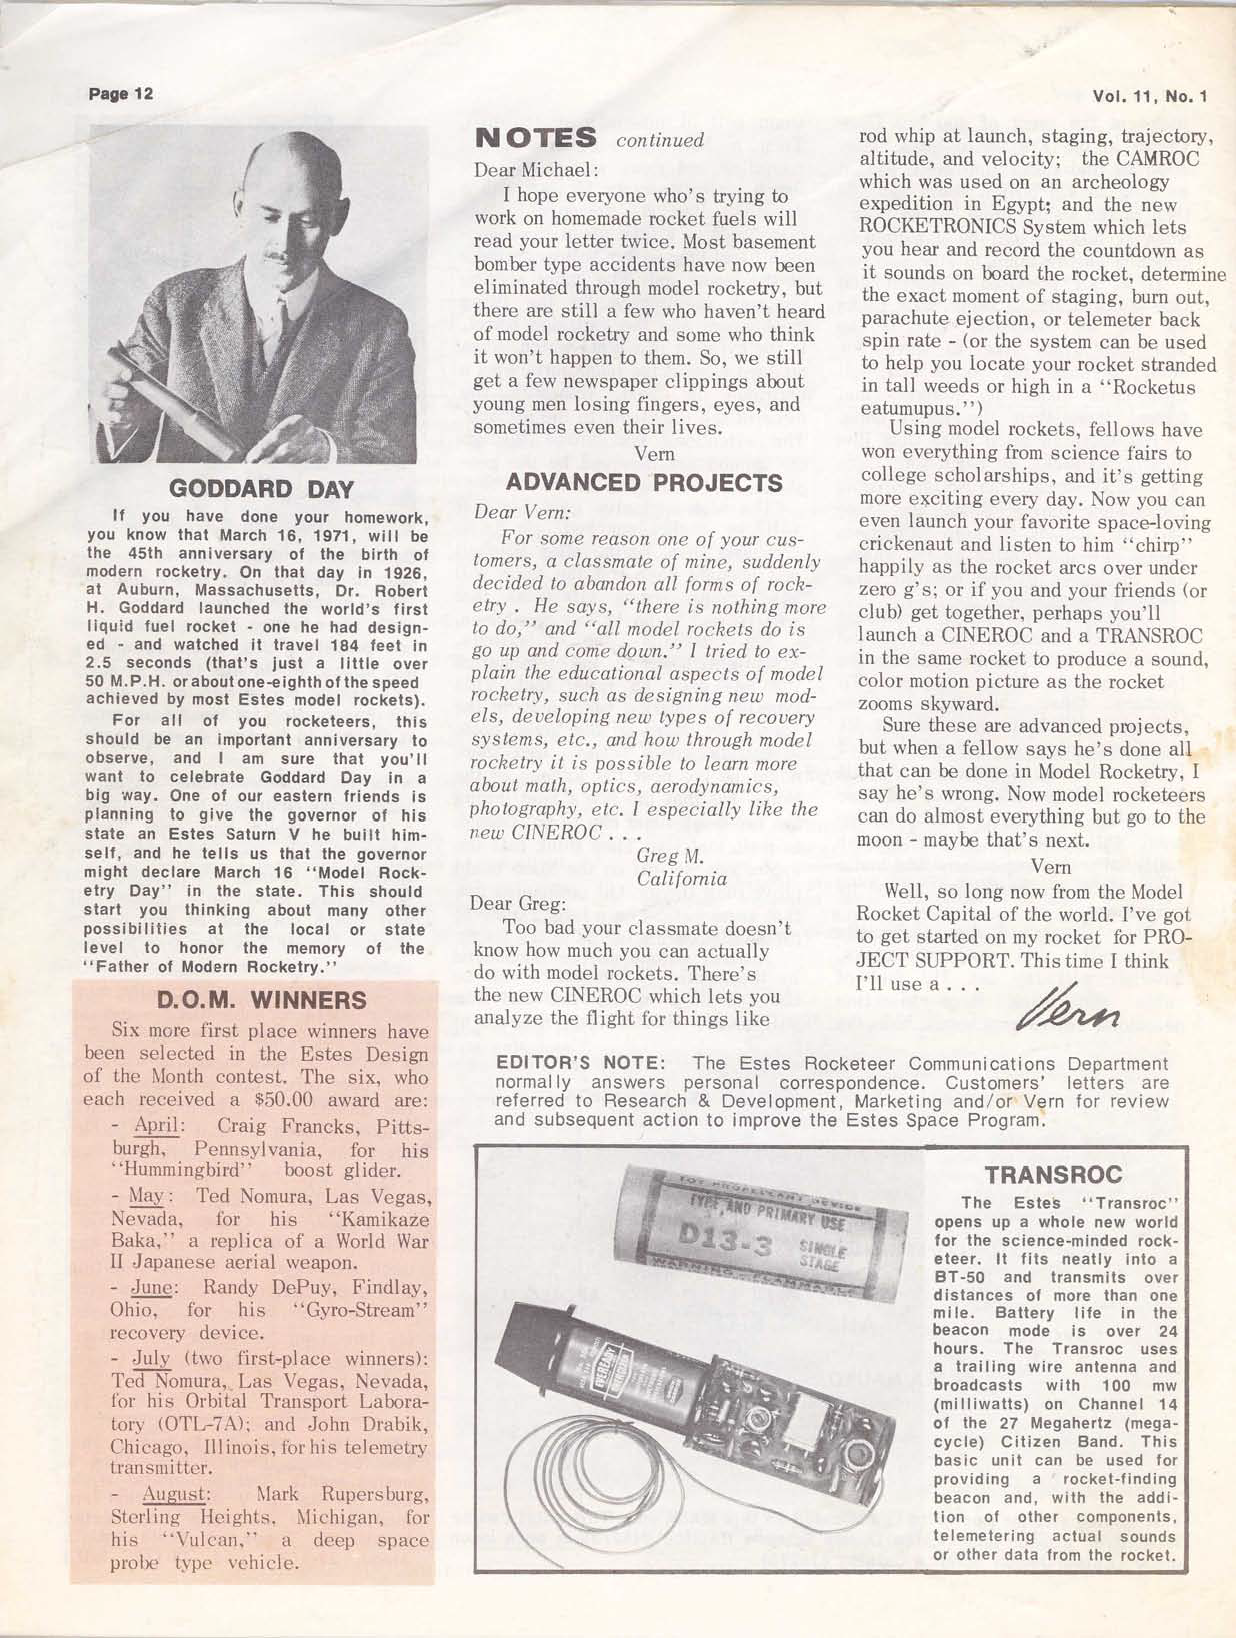 Page 12
Vol. 11, No. 1
GODDARD DAY
If you have done your homework,
you know that March 16, 1971, will be
the 45th anniversary of the birth of
modern rocketry. On that day in 1926,
at Auburn, Massachusetts, Dr. Robert
H. Goddard launched the world's first
liquid fuel rocket - one he had design-
ed - and watched it travel 184 feet in
2.5 seconds (that's just a little over
50 M.P.H. or about one-eighth of the speed
achieved by most Estes model rockets).
For all of you rocketeers, this
should be an important anniversary to
observe, and I am sure that you'll
want to celebrate Goddard Day in a
big way. One of our eastern friends is
planning to give the governor of his
state an Estes Saturn V he built him-
self, and he tells us that the governor
might declare March 16 "Model Rock-
etry Day" in the state. This should
start you thinking about many other
possibilities at the local or state
level to honor the memory of the
"Father of Modern Rocketry."
D.O.M. WINNERS
Six more first place winners have
been selected in the Estes Design
of the Month contest. The six, who
each received a $50.00 award are:
- April: Craig Francks, Pitts-
burgh, Pennsylvania, for his
"Hummingbird" boost glider.
- May: Ted Nomura, Las Vegas,
Nevada, for his "Kamikaze
Baka," a replica of a World War
II Japanese aerial weapon.
- June: Randy DePuy, Findlay,
Ohio, for his "Gyro-Stream"
recovery device.
- July (two first-place winners):
Ted Nomura, Las Vegas, Nevada,
for his Orbital Transport Labora-
tory (OTL-7A); and John Drabik,
Chicago, Illinois, for his telemetry
transmitter.
- August: Mark Rupersburg,
Sterling Heights, Michigan, for
his "Vulcan," a deep space
probe type vehicle.
NOTES continued
Dear Michael:
I hope everyone who's trying to
work on homemade rocket fuels will
read your letter twice. Most basement
bomber type accidents have now been
eliminated through model rocketry, but
there are still a few who haven't heard
of model rocketry and some who think
it won't happen to them. So, we still
get a few newspaper clippings about
young men losing fingers, eyes, and
sometimes even their lives.
Vern
ADVANCED PROJECTS
Dear Vern:
For some reason one of your cus-
tomers, a classmate of mine, suddenly
decided to abandon all forms of rock-
etry . He says, "there is nothing more
to do," and "all model rockets do is
go up and come down." I tried to ex-
plain the educational aspects of model
rocketry, such as designing new mod-
els, developing new types of recovery
systems, etc., and how through model
rocketry it is possible to learn more
about math, optics, aerodynamics,
photography, etc. I especially like the
new CINEROC . . .
Greg M.
California
Dear Greg:
Too bad your classmate doesn't
know how much you can actually
do with model rockets. There's
the new CINEROC which lets you
analyze the flight for things like
rod whip at launch, staging, trajectory,
altitude, and velocity; the CAMROC
which was used on an archeology
expedition in Egypt; and the new
ROCKETRONICS System which lets
you hear and record the countdown as
it sounds on board the rocket, determine
the exact moment of staging, burn out,
parachute ejection, or telemeter back
spin rate - (or the system can be used
to help you locate your rocket stranded
in tall weeds or high in a "Rocketus
eatumupus.")
Using model rockets, fellows have
won everything from science fairs to
college scholarships, and it's getting
more exciting every day. Now you can
even launch your favorite space-loving
crickenaut and listen to him "chirp"
happily as the rocket arcs over under
zero g's; or if you and your friends (or
club) get together, perhaps you'll
launch a CINEROC and a TRANSROC
in the same rocket to produce a sound,
color motion picture as the rocket
zooms skyward.
Sure these are advanced projects,
but when a fellow says he's done all
that can be done in Model Rocketry, I
say he's wrong. Now model rocketeers
can do almost everything but go to the
moon - maybe that's next.
Vern
Well, so long now from the Model
Rocket Capital of the world. I've got
to get started on my rocket for PRO-
JECT SUPPORT. This time I think
I'll use a . . .
Vern
EDITOR'S NOTE: The Estes Rocketeer Communications Department
normally answers personal correspondence. Customers' letters are
referred to Research & Development, Marketing and/or Vern for review
and subsequent action to improve the Estes Space Program.
TOY PROPELLANT DEVICE
TYPE AND PRIMARY USE
D13-3 SINGLE
STAGE
WARNING FLAMMABLE
EVEREADY
TRANSROC
The Estes "Transroc"
opens up a whole new world
for the science-minded rock-
eteer. It fits neatly into a
BT-50 and transmits over
distances of more than one
mile. Battery life in the
beacon mode is over 24
hours. The Transroc uses
a trailing wire antenna and
broadcasts with 100 mw
(milliwatts) on Channel 14
of the 27 Megahertz (mega-
cycle) Citizen Band. This
basic unit can be used for
providing a rocket-finding
beacon and, with the addi-
tion of other components,
telemetering actual sounds
or other data from the rocket.